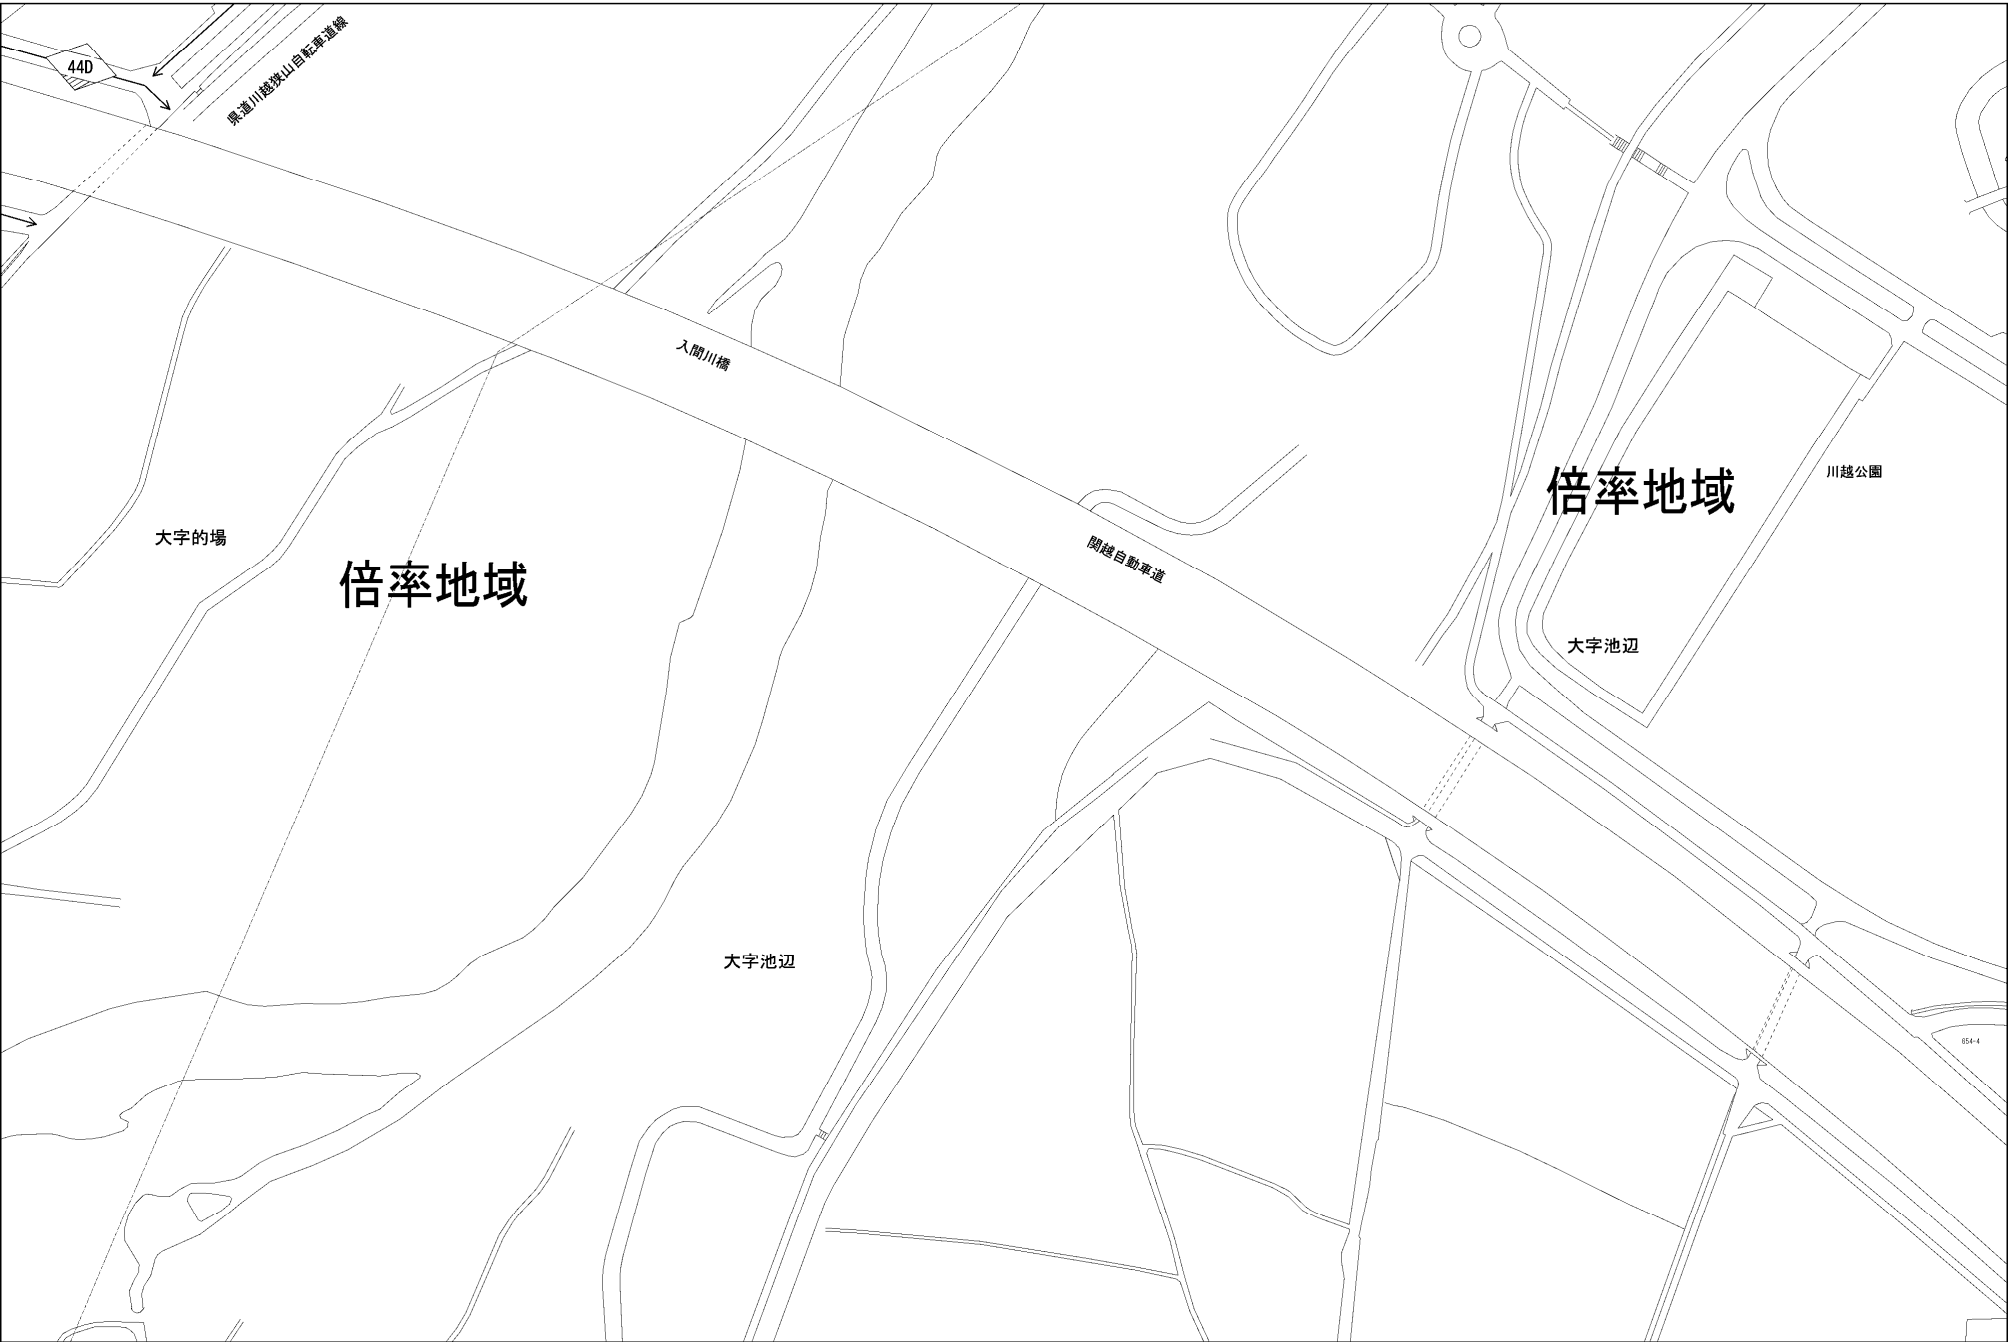 44D
県道川越狭山自転車道線
入間川橋
倍率地域
川越公園
大字的場
関越自動車道
倍率地域
大字池辺
大字池辺
654-4